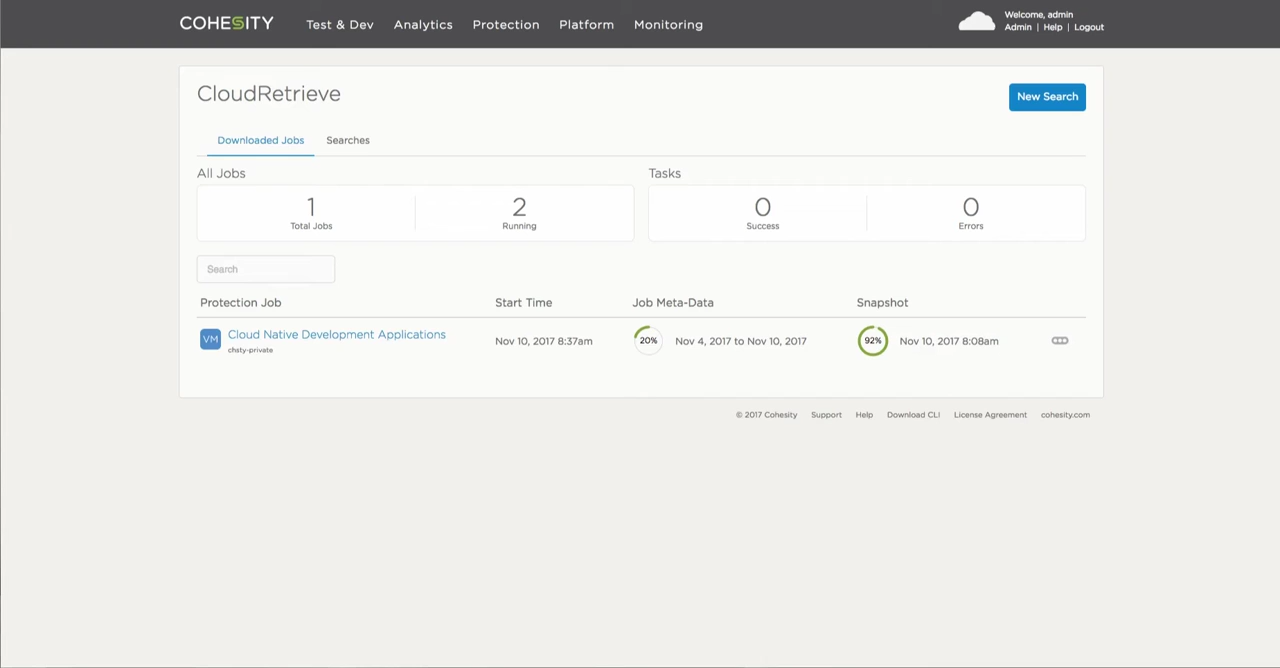 COHESITY Test & Dev Analytics Protection Platform Monitoring
Welcome, admin
Admin | Help | Logout
CloudRetrieve
New Search
Downloaded Jobs Searches
All Jobs Tasks
1 2 0 0
Total Jobs Running Success Errors
Search
Protection Job Start Time Job Meta-Data Snapshot
VM Cloud Native Development Applications
chsty-private
Nov 10, 2017 8:37am 20% Nov 4, 2017 to Nov 10, 2017 92% Nov 10, 2017 8:08am
© 2017 Cohesity Support Help Download CLI License Agreement cohesity.com